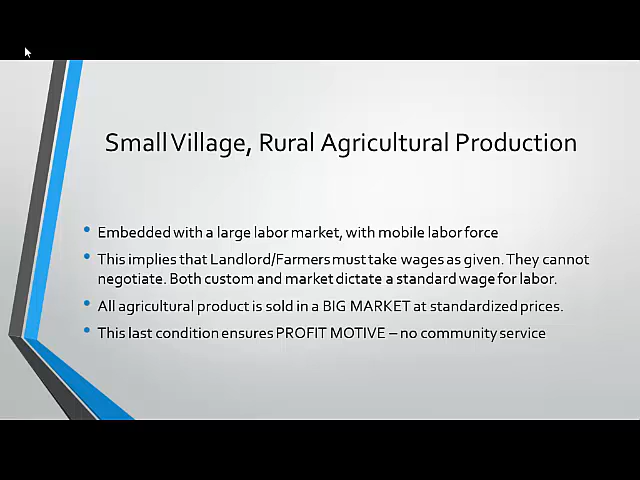 Small Village, Rural Agricultural Production
• Embedded with a large labor market, with mobile labor force
• This implies that Landlord/Farmers must take wages as given. They cannot
negotiate. Both custom and market dictate a standard wage for labor.
• All agricultural product is sold in a BIG MARKET at standardized prices.
• This last condition ensures PROFIT MOTIVE – no community service